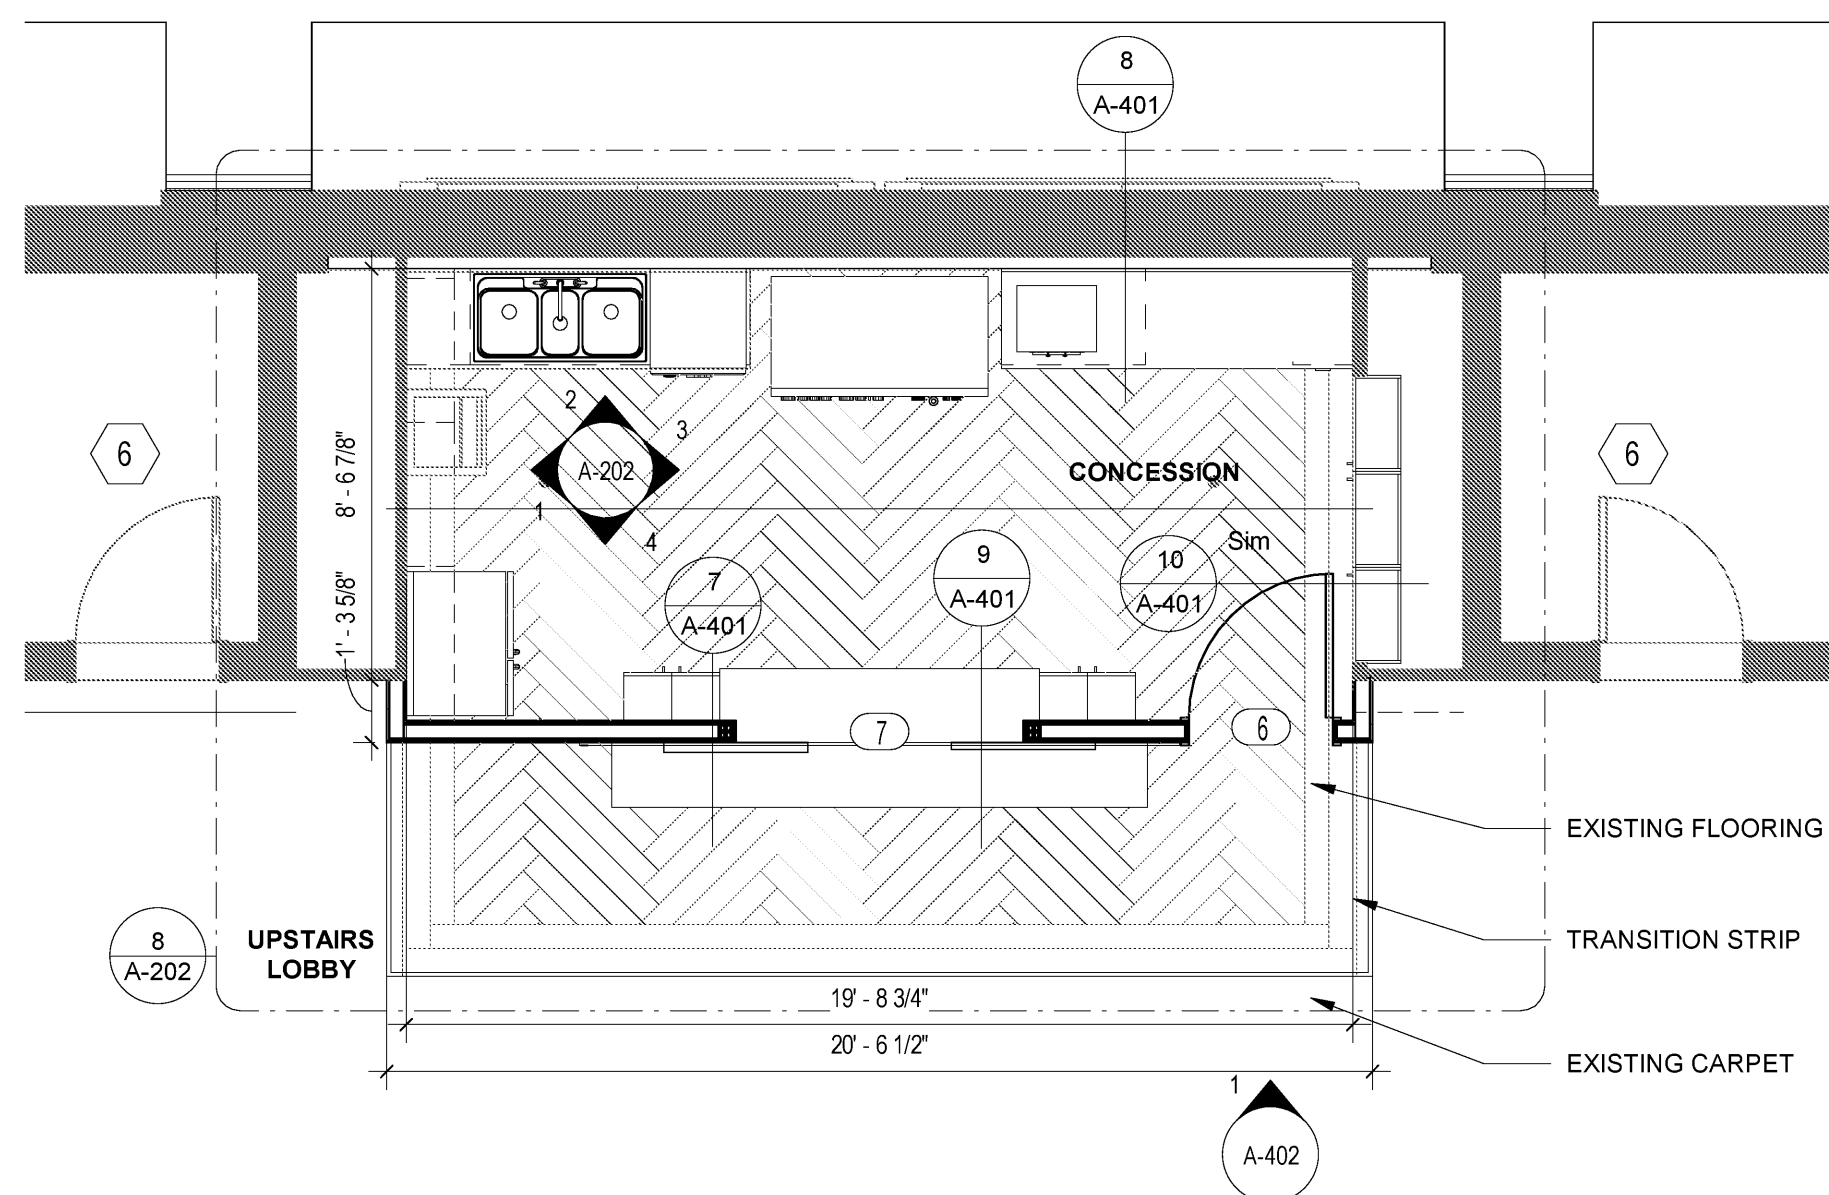 8
A-401
2
3
A-202
1
4
8' - 6 7/8"
1' - 3 5/8"
6
6
CONCESSION
Sim
7
A-401
9
A-401
10
A-401
7
6
EXISTING FLOORING
8
A-202
UPSTAIRS
LOBBY
TRANSITION STRIP
19' - 8 3/4"
20' - 6 1/2"
EXISTING CARPET
1
A-402